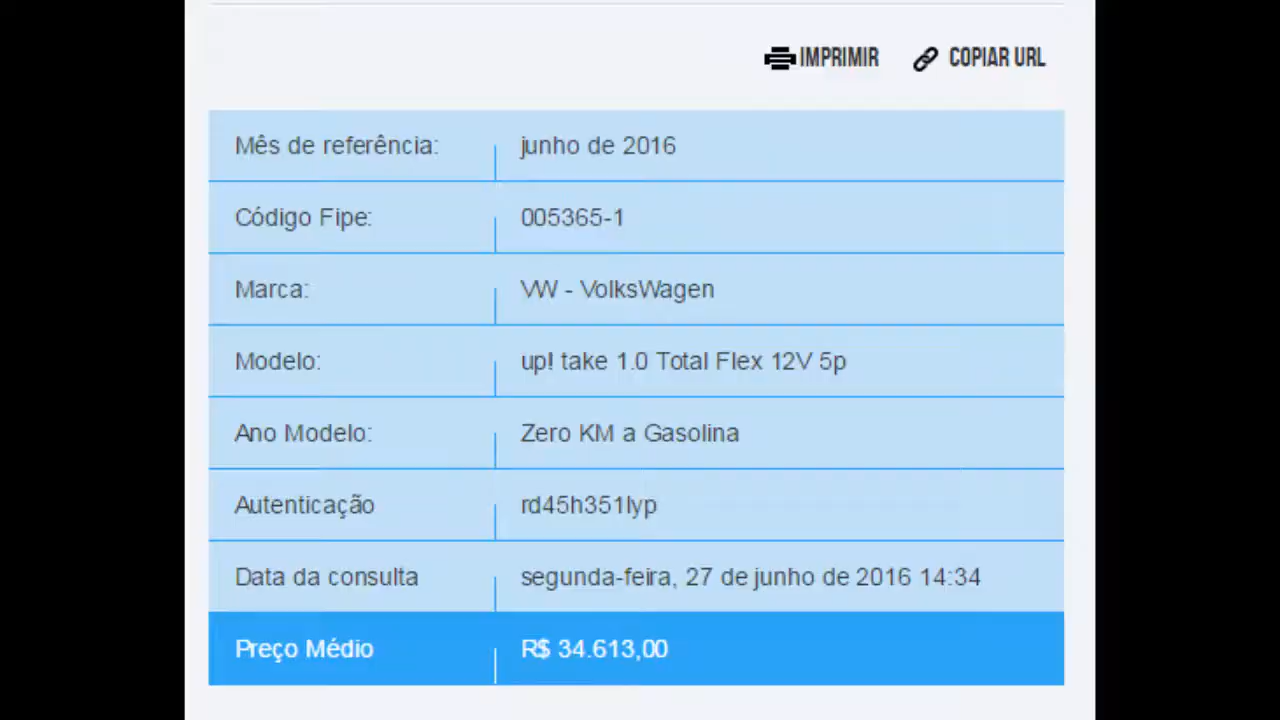 IMPRIMIR COPIAR URL
Mês de referência: junho de 2016
Código Fipe: 005365-1
Marca: VW - VolksWagen
Modelo: up! take 1.0 Total Flex 12V 5p
Ano Modelo: Zero KM a Gasolina
Autenticação rd45h351lyp
Data da consulta segunda-feira, 27 de junho de 2016 14:34
Preço Médio R$ 34.613,00